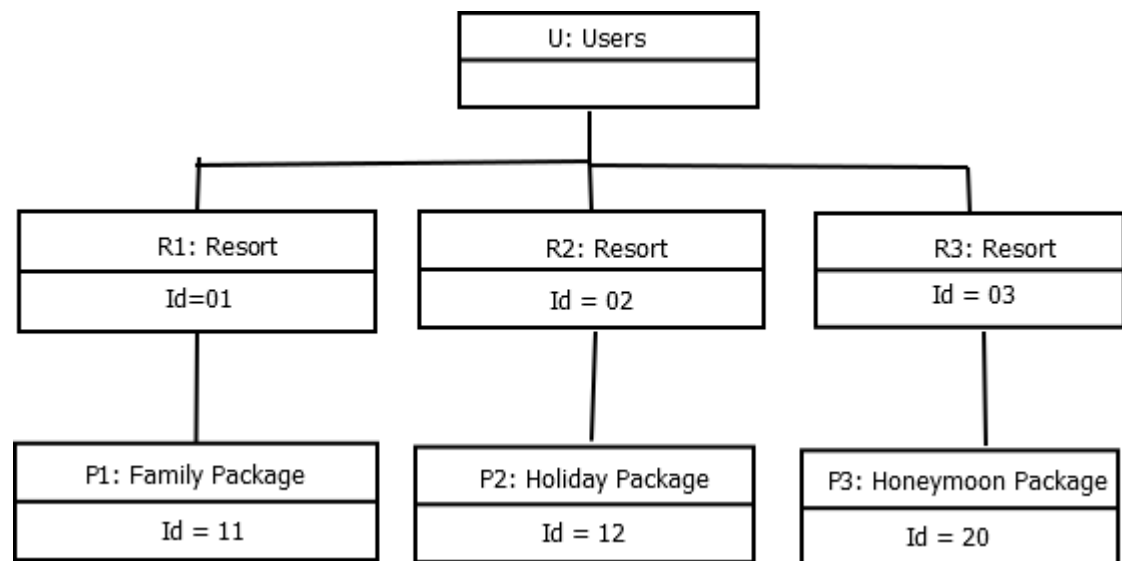 U: Users
R1: Resort
Id=01
R2: Resort
Id = 02
R3: Resort
Id = 03
P1: Family Package
Id = 11
P2: Holiday Package
Id = 12
P3: Honeymoon Package
Id = 20